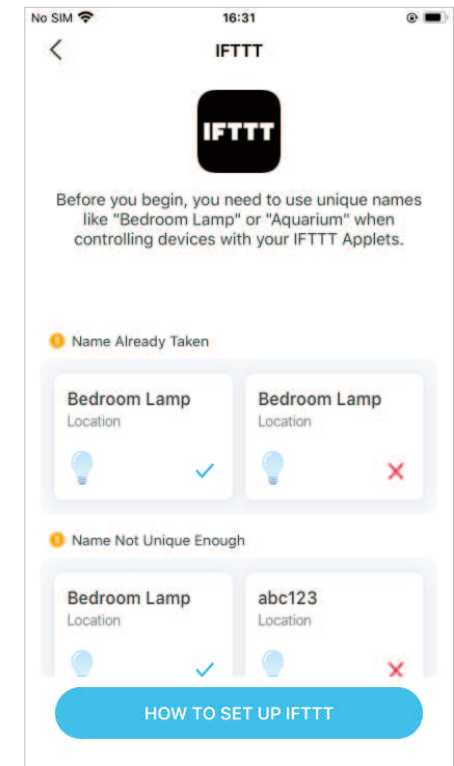 No SIM 16:31
IFTTT
IFTTT
Before you begin, you need to use unique names
like "Bedroom Lamp" or "Aquarium" when
controlling devices with your IFTTT Applets.
Name Already Taken
Bedroom Lamp Bedroom Lamp
Location Location
Name Not Unique Enough
Bedroom Lamp abc123
Location Location
HOW TO SET UP IFTTT